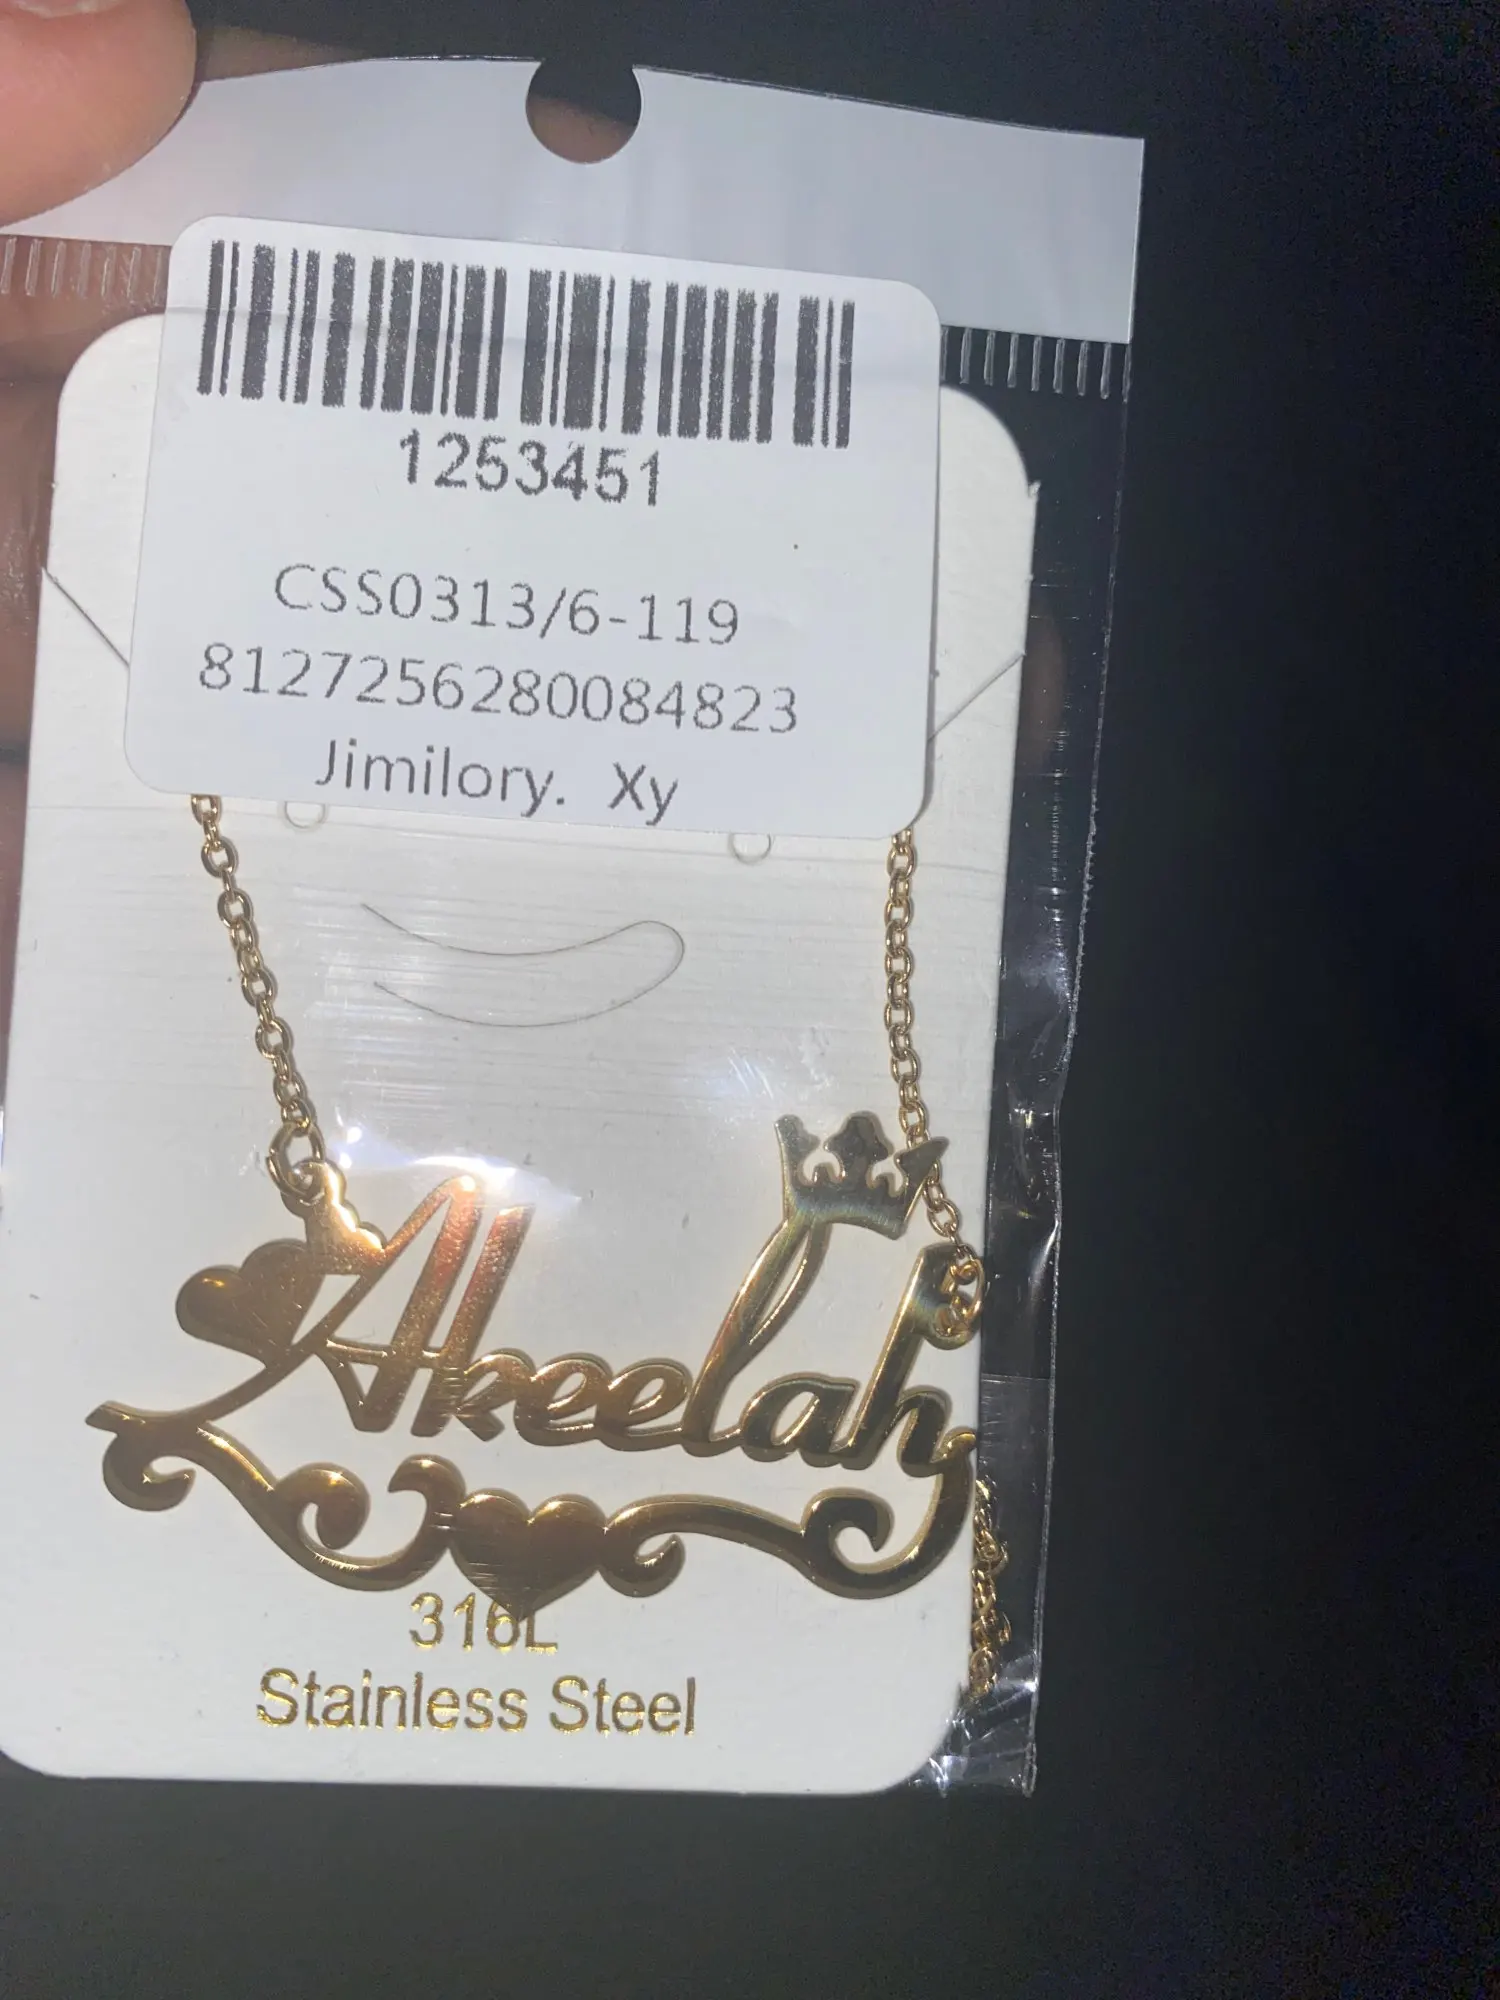 1253451
CSS0313/6-119
8127256280084823
Jimilory. Xy
Akeelah
316L
Stainless Steel